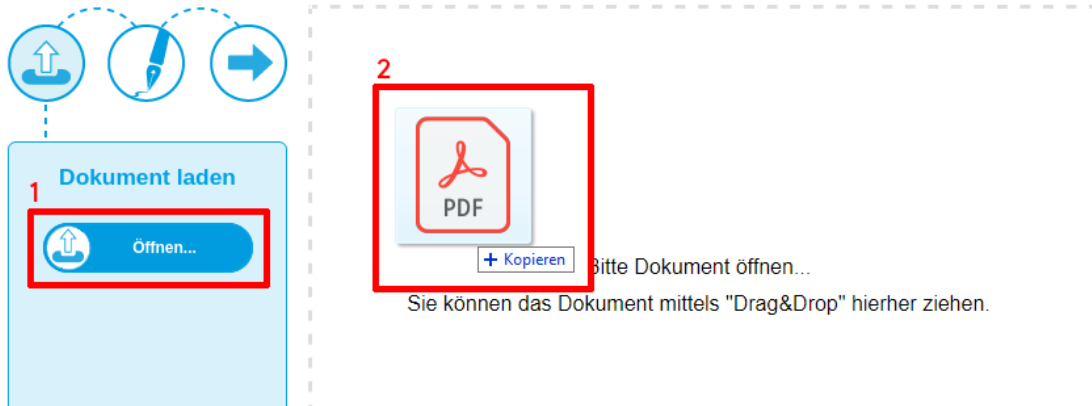 2
1
Dokument laden
Öffnen...
PDF
+ Kopieren
Bitte Dokument öffnen...
Sie können das Dokument mittels "Drag&Drop" hierher ziehen.